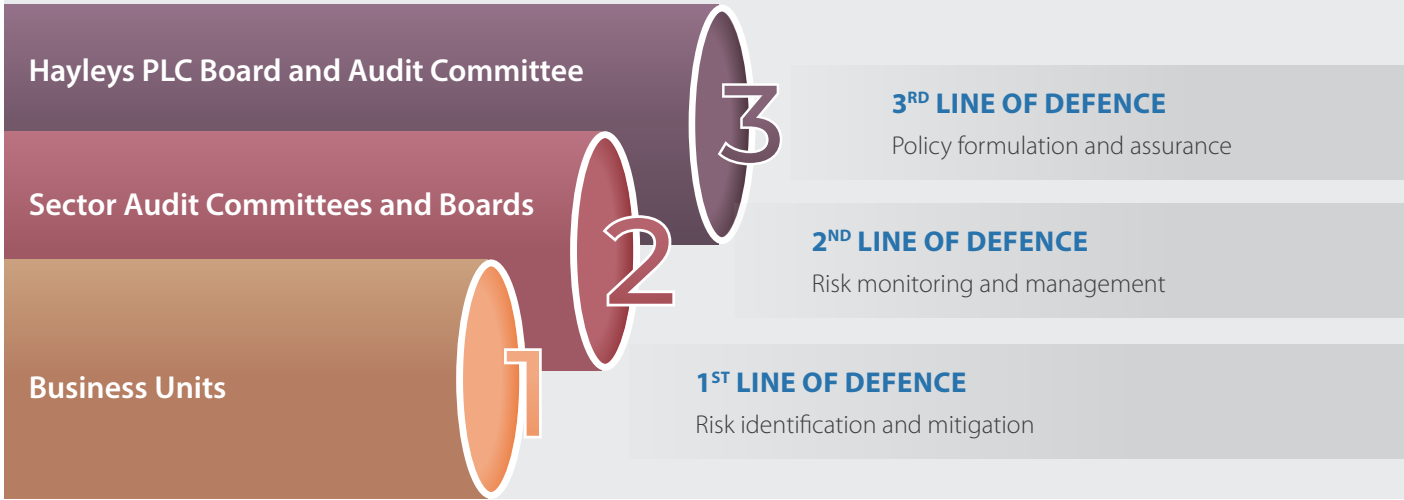 Hayleys PLC Board and Audit Committee
3
3RD LINE OF DEFENCE
Policy formulation and assurance
Sector Audit Committees and Boards
2
2ND LINE OF DEFENCE
Risk monitoring and management
Business Units
1
1ST LINE OF DEFENCE
Risk identification and mitigation